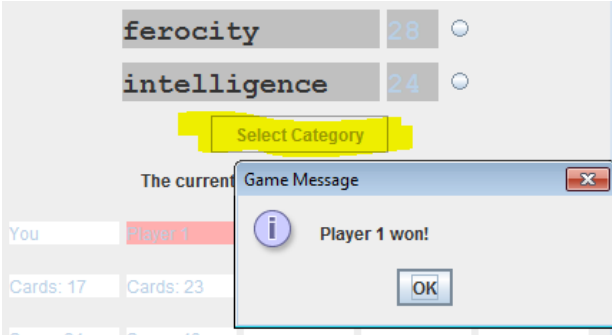 ferocity 28
intelligence 24
Select Category
The current
Game Message
Player 1 won!
OK
You Player 1
Cards: 17 Cards: 23